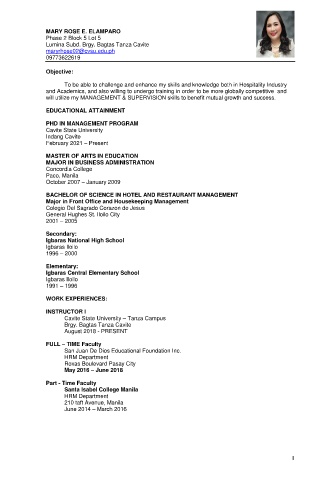 MARY ROSE E. ELAMPARO
Phase 2 Block 5 Lot 5
Lumina Subd. Brgy. Bagtas Tanza Cavite
09773622619
Objective:
To be able to challenge and enhance my skills and knowledge both in Hospitality Industry
and Academics, and also willing to undergo training in order to be more globally competitive and
will utilize my MANAGEMENT & SUPERVISION skills to benefit mutual growth and success.
EDUCATIONAL ATTAINMENT
PHD IN MANAGEMENT PROGRAM
Cavite State University
Indang Cavite
February 2021 – Present
MASTER OF ARTS IN EDUCATION
MAJOR IN BUSINESS ADMINISTRATION
Concordia College
Paco, Manila
October 2007 – January 2009
BACHELOR OF SCIENCE IN HOTEL AND RESTAURANT MANAGEMENT
Major in Front Office and Housekeeping Management
Colegio Del Sagrado Corazon de Jesus
General Hughes St. Iloilo City
2001 – 2005
Secondary:
Igbaras National High School
Igbaras Iloilo
1996 – 2000
Elementary:
Igbaras Central Elementary School
Igbaras Iloilo
1991 – 1996
WORK EXPERIENCES:
INSTRUCTOR I
Cavite State University – Tanza Campus
Brgy. Bagtas Tanza Cavite
August 2018 - PRESENT
FULL – TIME Faculty
San Juan De Dios Educational Foundation Inc.
HRM Department
Roxas Boulevard Pasay City
May 2016 – June 2018
Part - Time Faculty
Santa Isabel College Manila
HRM Department
210 taft Avenue, Manila
June 2014 – March 2016
1